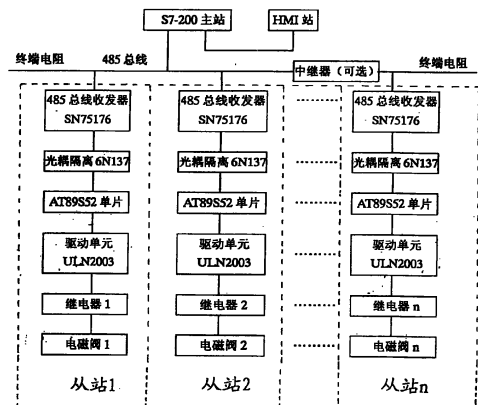 S7-200 主站 HMI 站
终端电阻 485 总线 中继器（可选） 终端电阻
485 总线收发器 SN75176 485 总线收发器 SN75176 485 总线收发器 SN75176
光耦隔离 6N137 光耦隔离 6N137 光耦隔离 6N137
AT89S52 单片 AT89S52 单片 AT89S52 单片
驱动单元 ULN2003 驱动单元 ULN2003 驱动单元 ULN2003
继电器 1 继电器 2 继电器 n
电磁阀 1 电磁阀 2 电磁阀 n
从站1 从站2 从站n